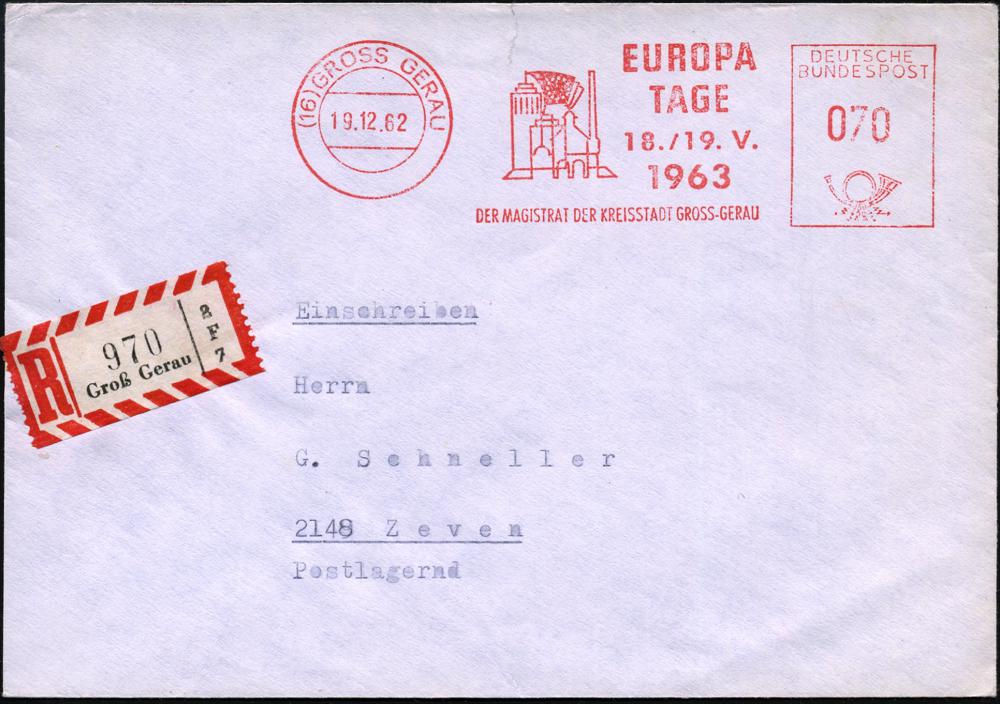 (16) GROSS GERAU
19.12.62
EUROPA
TAGE
18./19. V.
1963
DER MAGISTRAT DER KREISSTADT GROSS-GERAU
DEUTSCHE
BUNDESPOST
070
R
970
Groß Gerau
a
F
7
Einschreiben
Herrn
G. Schneller
2148 Zeven
Postlagernd